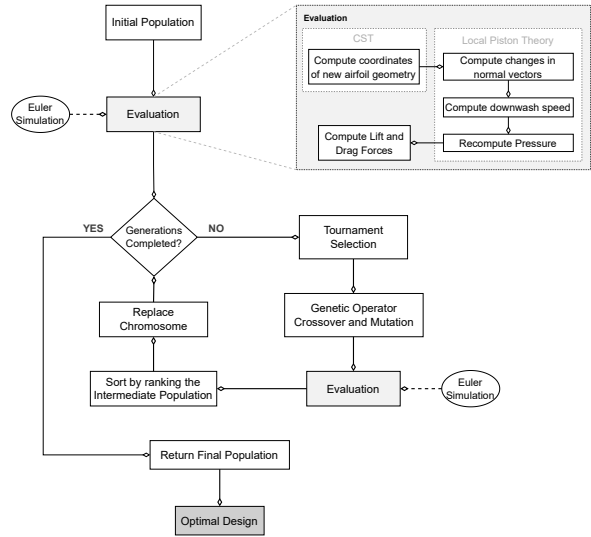 Initial Population
Evaluation
Euler
Simulation
Evaluation
CST
Compute coordinates
of new airfoil geometry
Local Piston Theory
Compute changes in
normal vectors
Compute downwash speed
Recompute Pressure
Compute Lift and
Drag Forces
YES
Generations
Completed?
NO
Tournament
Selection
Replace
Chromosome
Genetic Operator
Crossover and Mutation
Sort by ranking the
Intermediate Population
Evaluation
Euler
Simulation
Return Final Population
Optimal Design